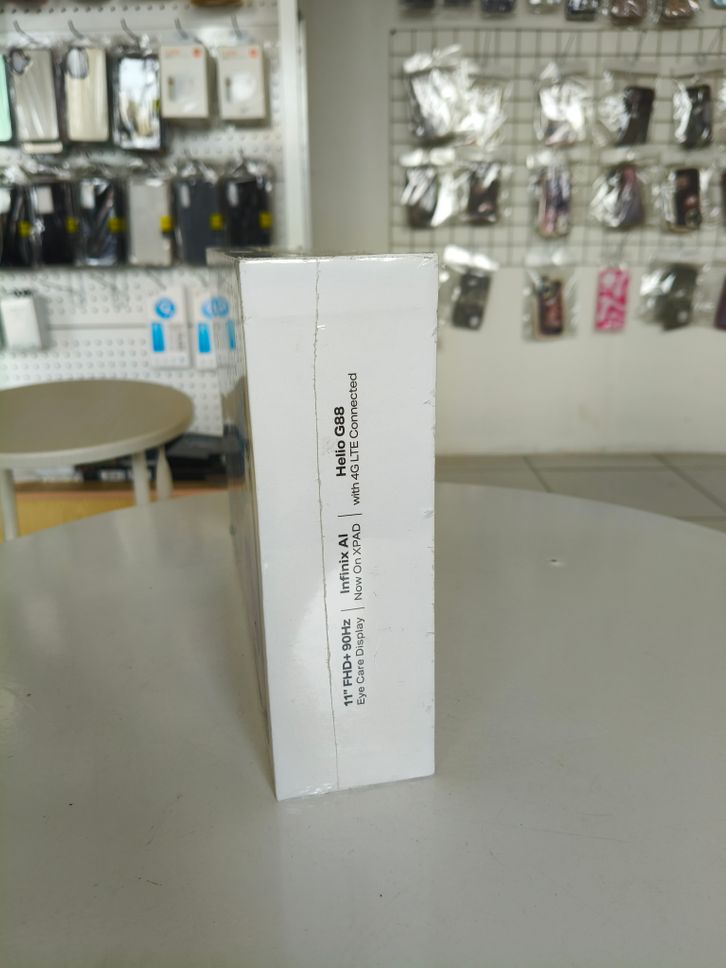 11" FHD+ 90Hz
Eye Care Display
Infinix AI
Now On XPAD
Helio G88
with 4G LTE Connected